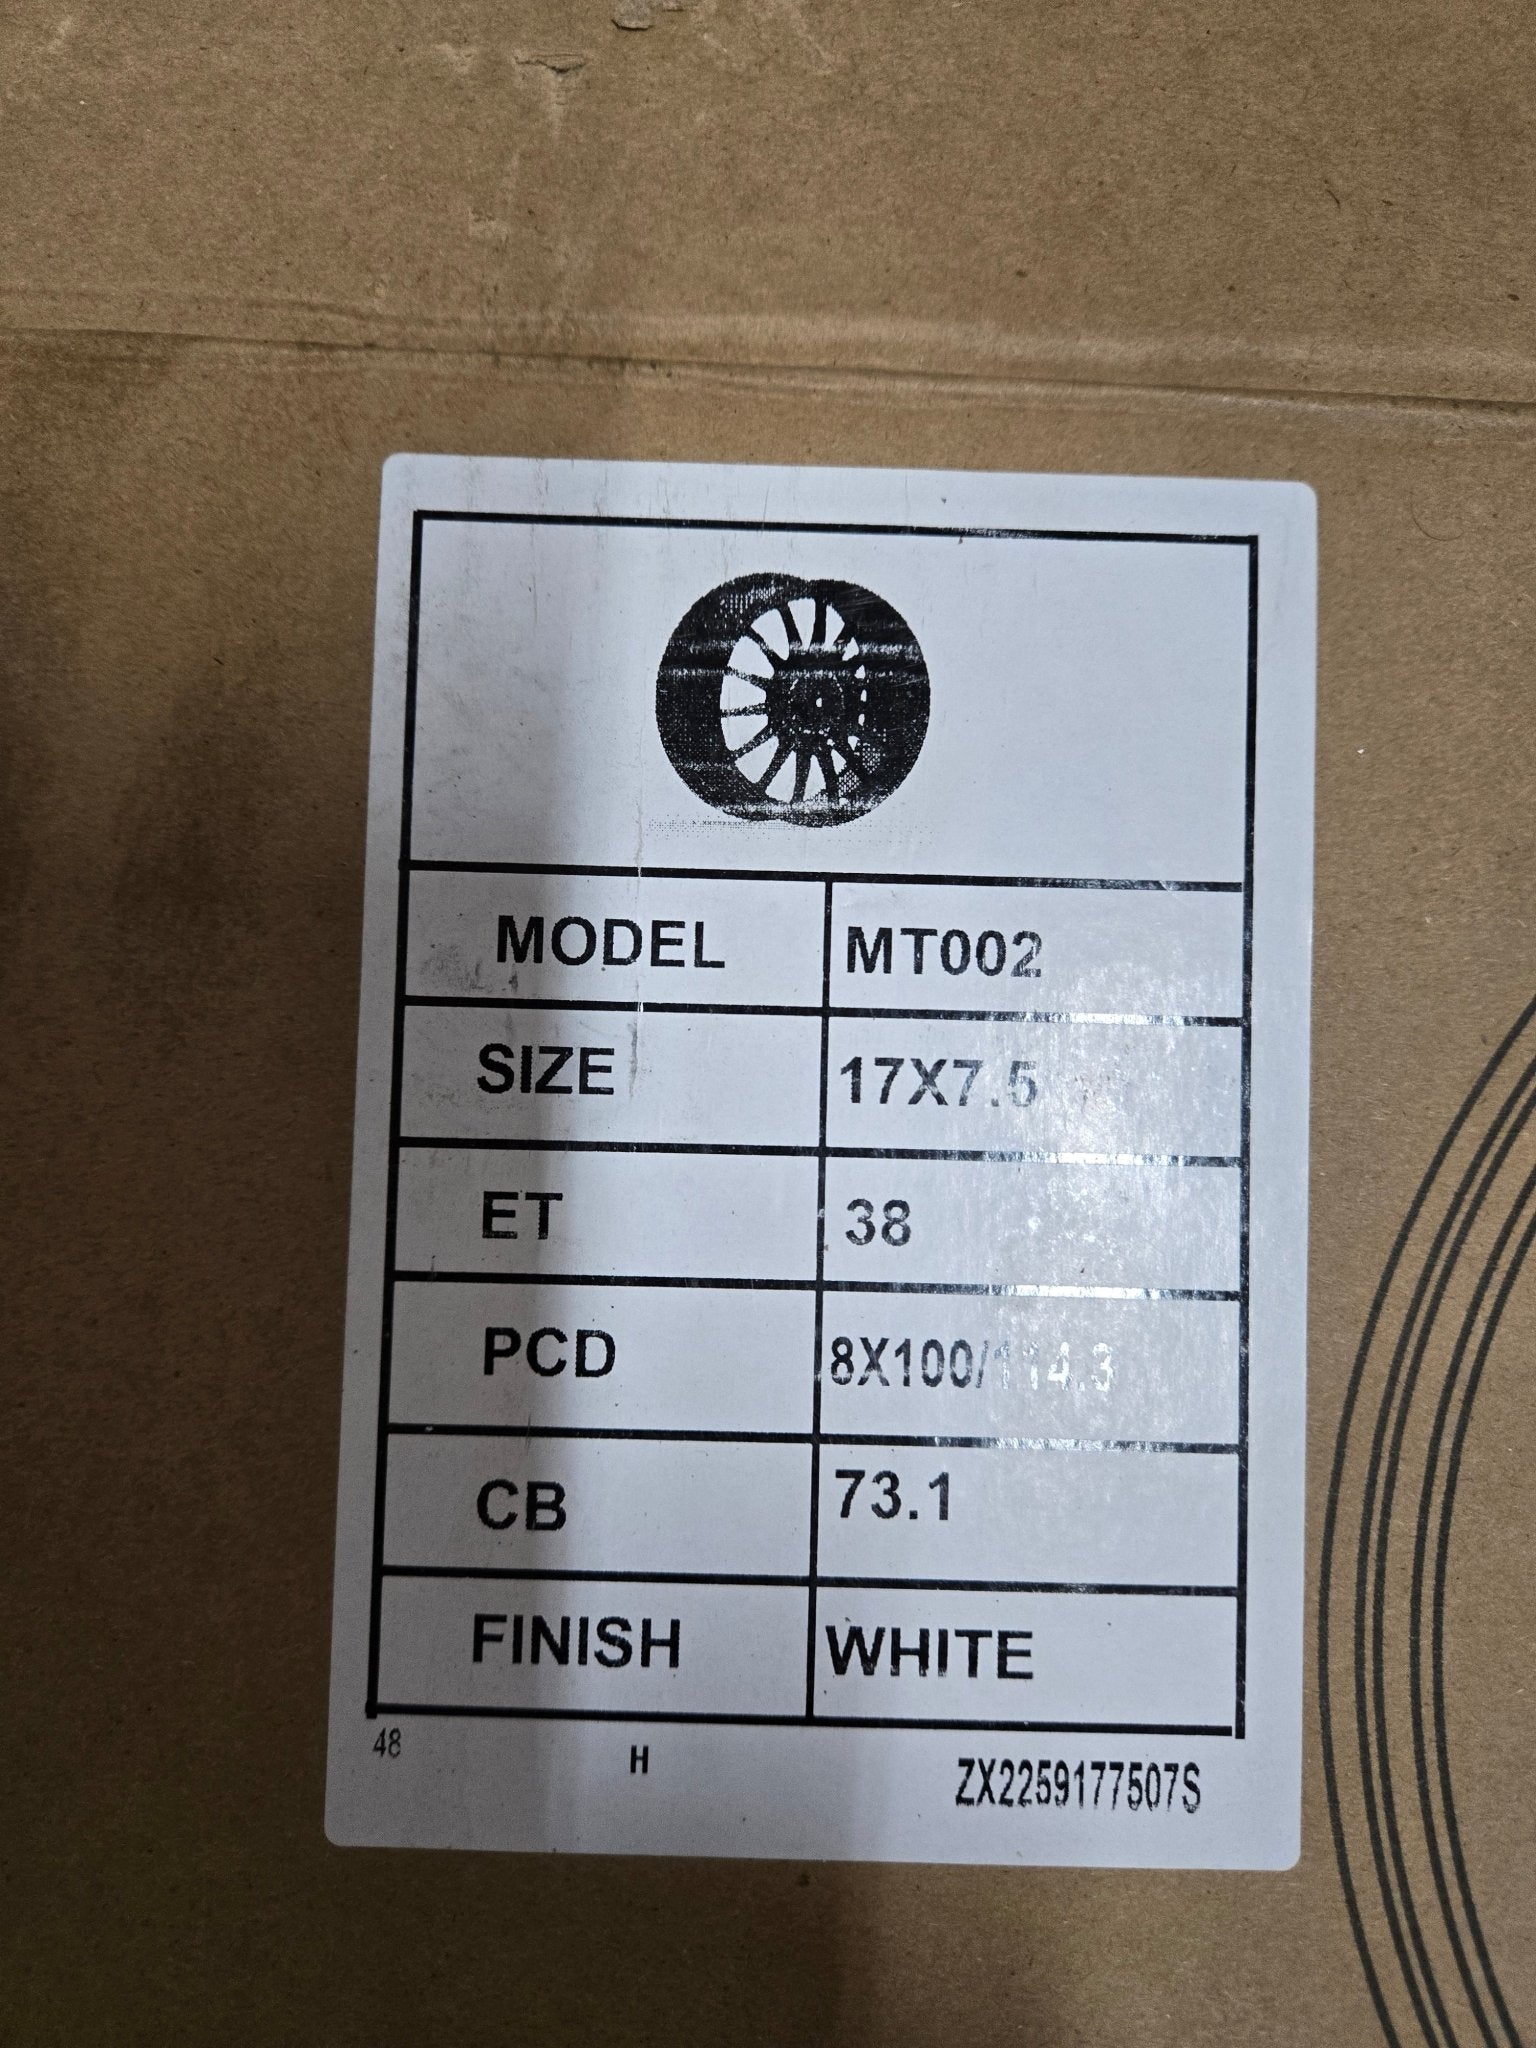 MODEL MT002
SIZE 17X7.5
ET 38
PCD 8X100/114.3
CB 73.1
FINISH WHITE
48 H ZX2259177507S